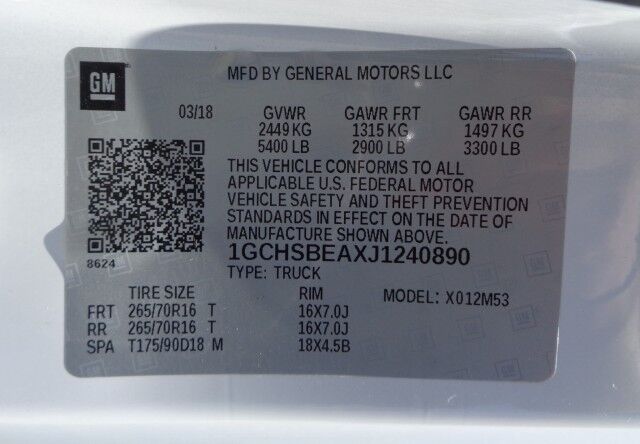 GM
MFD BY GENERAL MOTORS LLC
03/18 GVWR GAWR FRT GAWR RR
2449 KG 1315 KG 1497 KG
5400 LB 2900 LB 3300 LB
THIS VEHICLE CONFORMS TO ALL
APPLICABLE U.S. FEDERAL MOTOR
VEHICLE SAFETY AND THEFT PREVENTION
STANDARDS IN EFFECT ON THE DATE OF
MANUFACTURE SHOWN ABOVE.
8624 1GCHSBEAXJ1240890
TYPE: TRUCK
TIRE SIZE RIM MODEL: X012M53
FRT 265/70R16 T 16X7.0J
RR 265/70R16 T 16X7.0J
SPA T175/90D18 M 18X4.5B